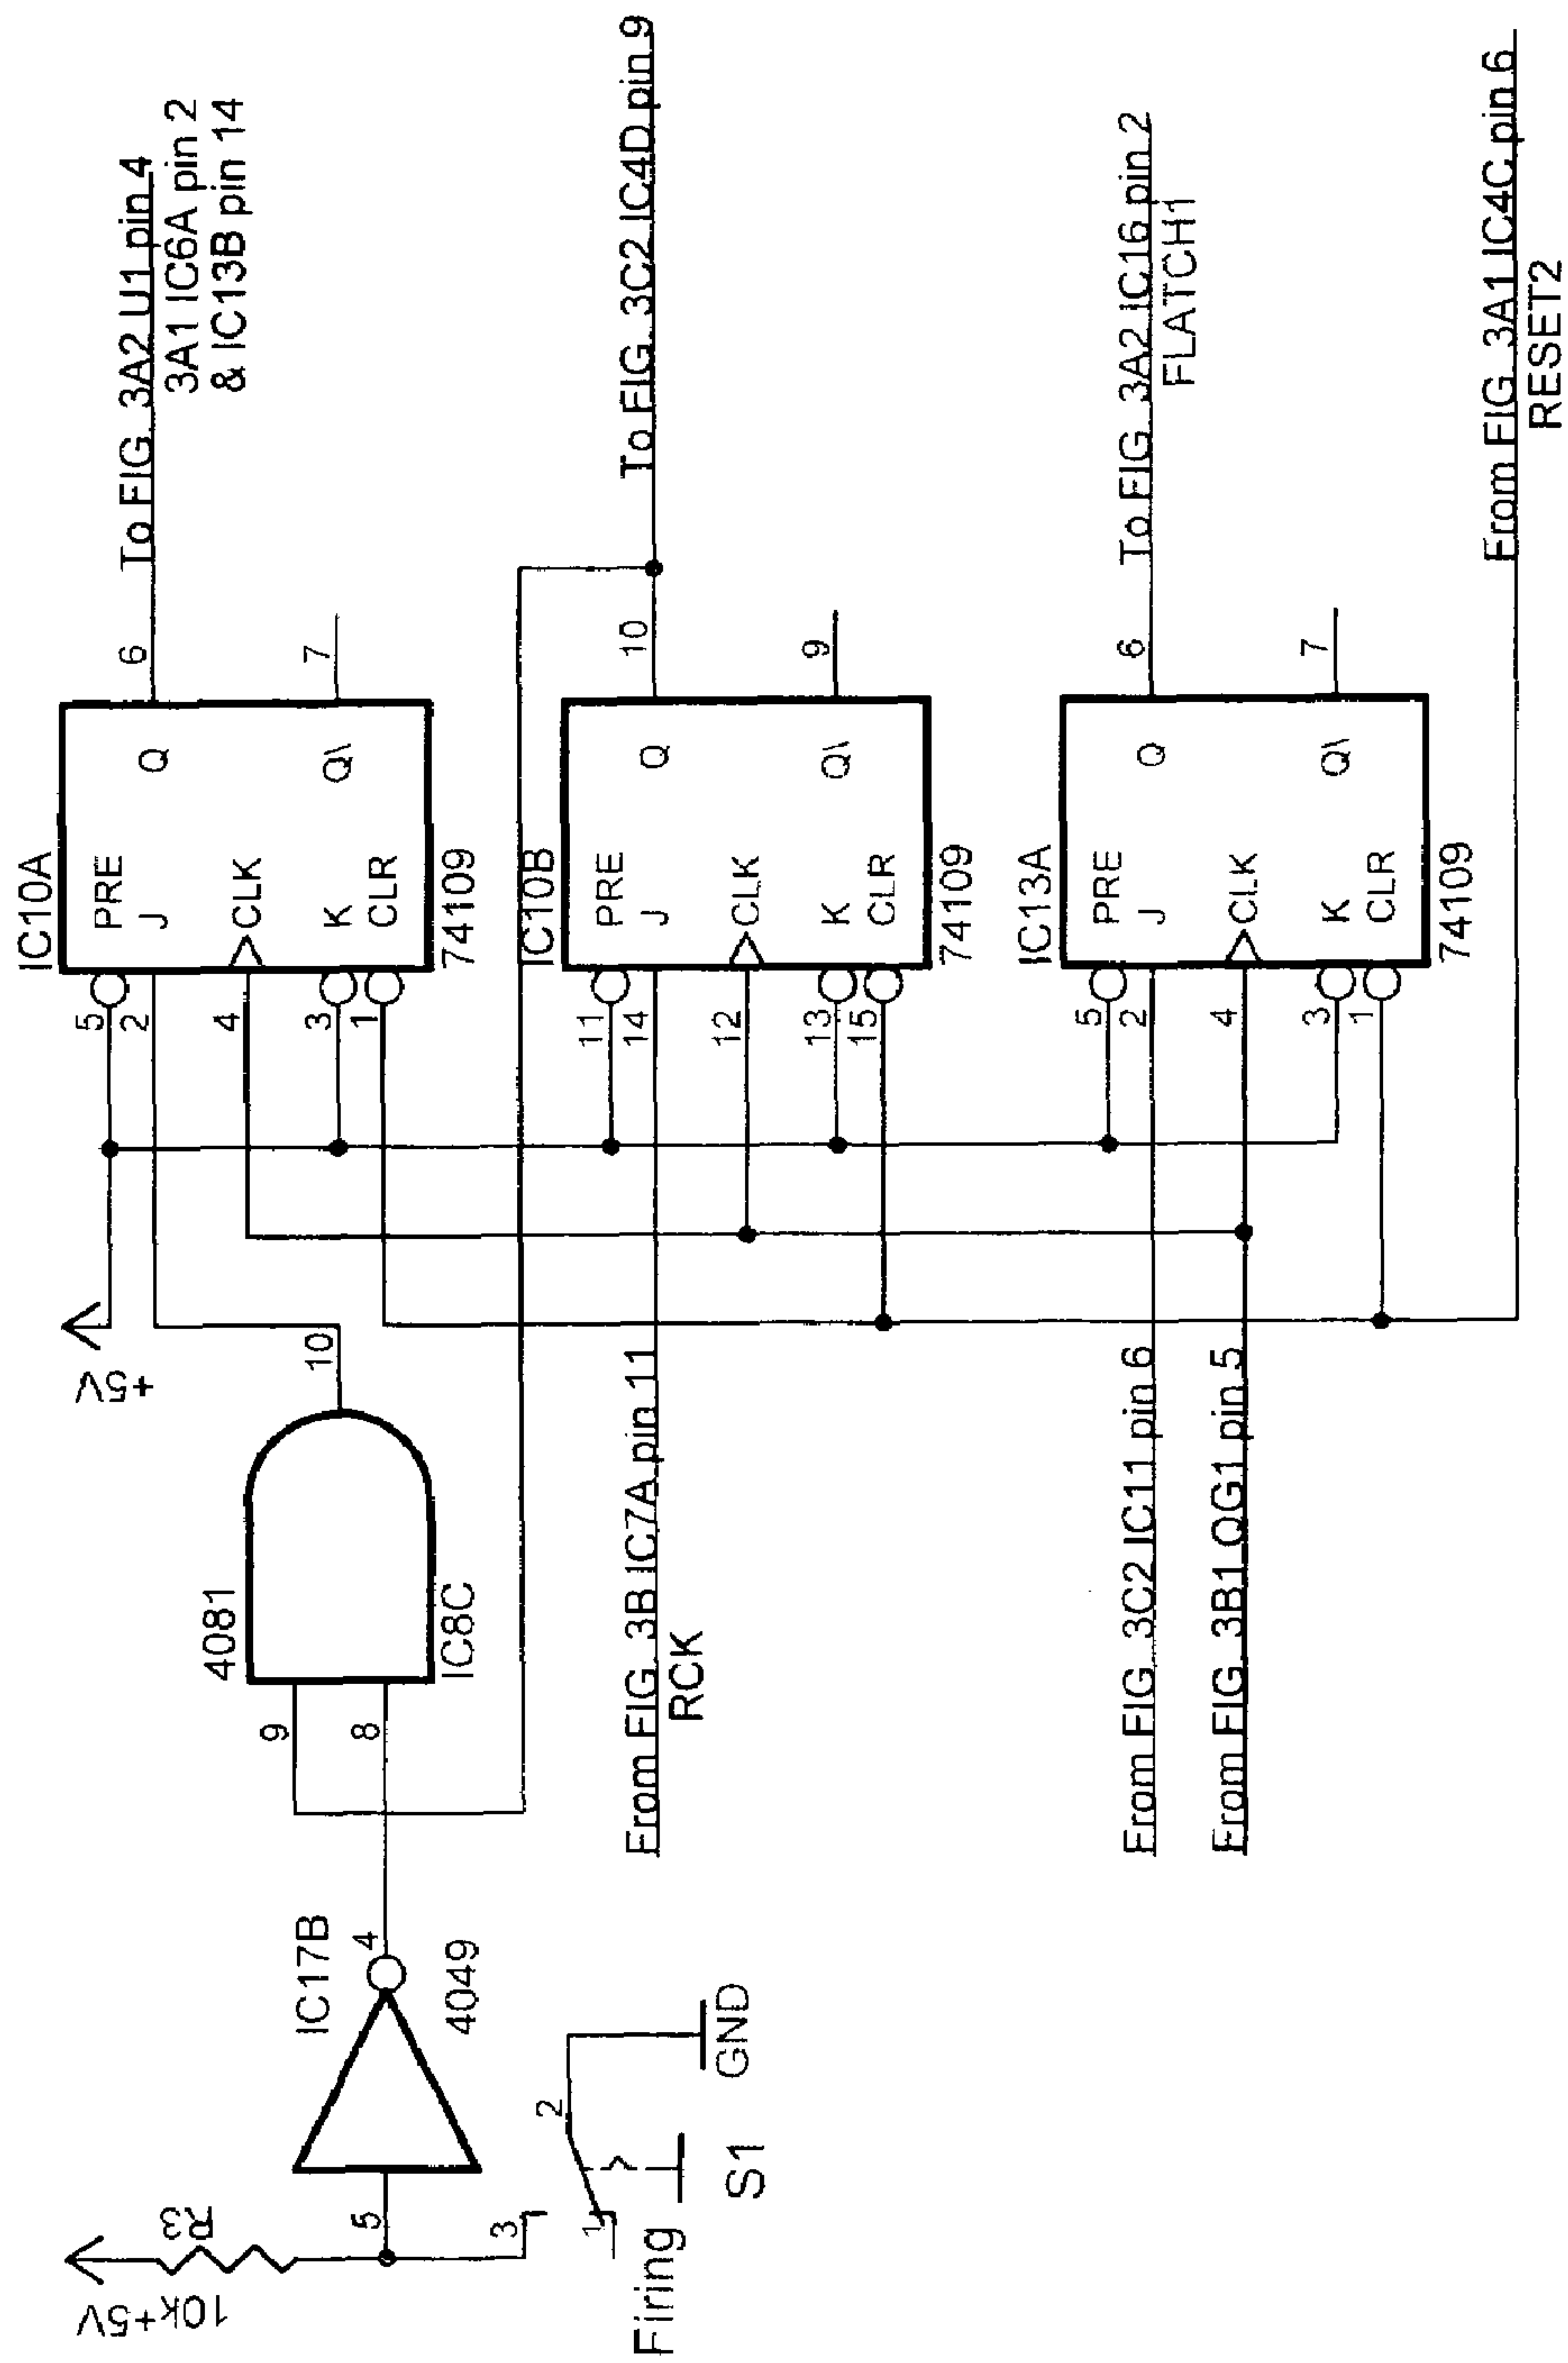 IC10A
+5V
5
PRE
2
J
Q
6
To FIG. 3A2 U1 pin 4
3A1 IC6A pin 2
& IC13B pin 14
4
CLK
3
K
Q\
7
1
CLR
74109
10k
+5V
R3
5
IC17B
4
4049
4081
9
8
IC8C
10
3
1
2
GND
Firing
S1
IC10B
11
PRE
From FIG. 3B IC7A pin 11
RCK
14
J
Q
10
To FIG. 3C2 IC4D pin 9
12
CLK
13
K
Q\
9
15
CLR
74109
IC13A
5
PRE
From FIG. 3C2 IC11 pin 6
2
J
Q
6
To FIG. 3A2 IC16 pin 2
FLATCH1
From FIG. 3B1 QG1 pin 5
4
CLK
3
K
Q\
7
1
CLR
74109
From FIG. 3A1 IC4C pin 6
RESET2